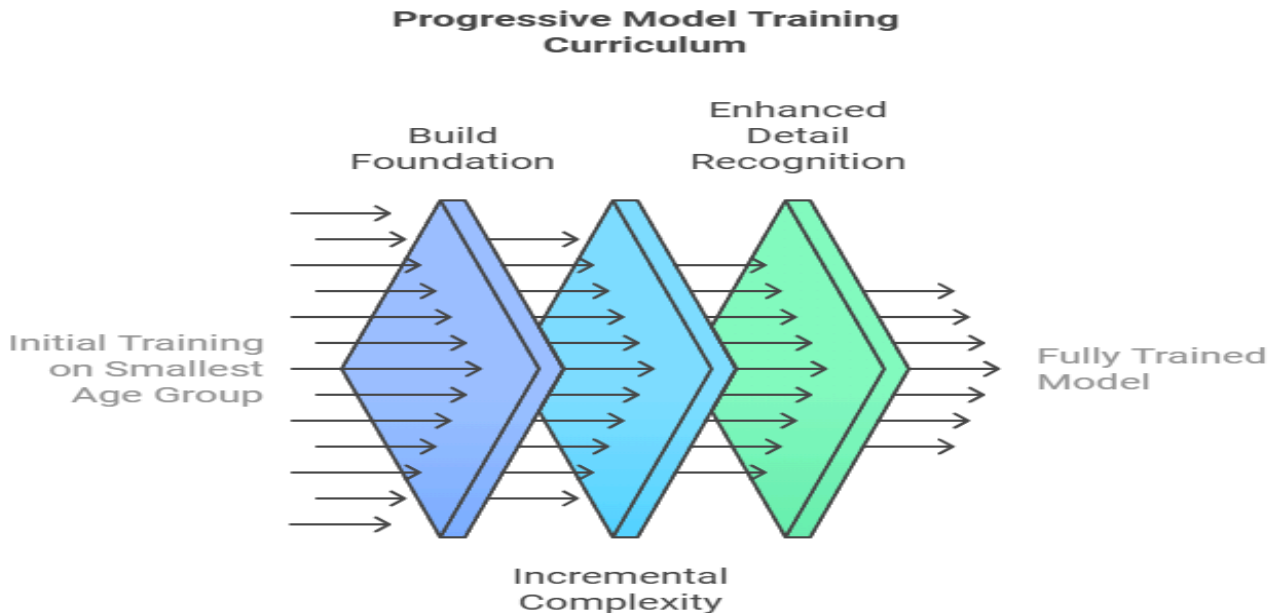 Progressive Model Training
Curriculum
Build
Foundation
Enhanced
Detail
Recognition
Initial Training
on Smallest
Age Group
Fully Trained
Model
Incremental
Complexity